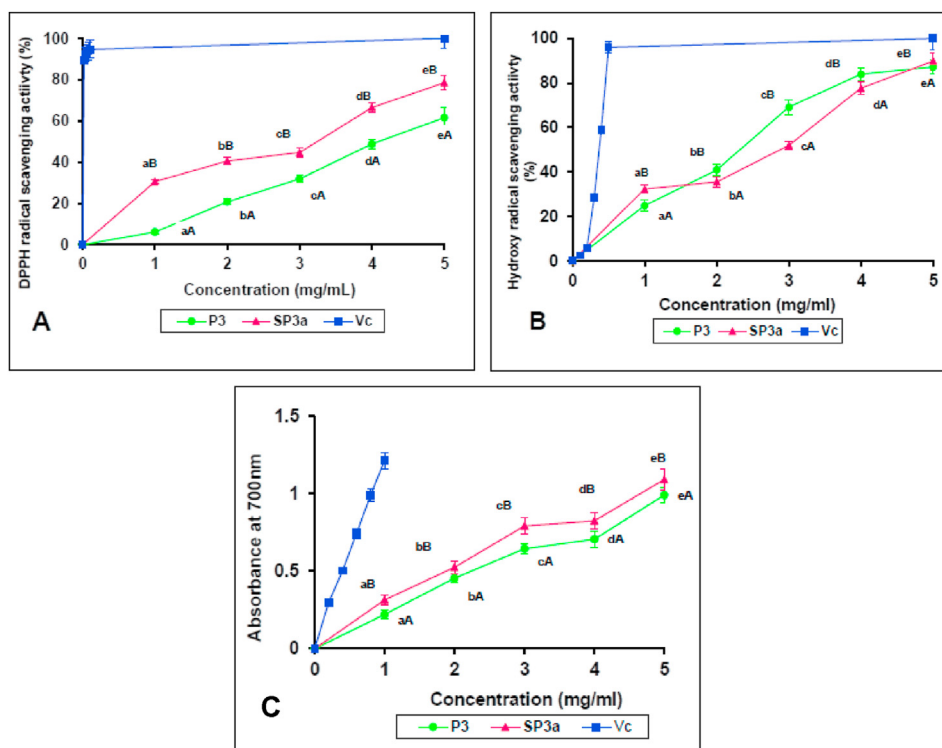 DPPH radical scavenging activty (%)
100
80
60
40
20
0
aB
bB
cB
dB
eB
aA
bA
cA
dA
eA
0 1 2 3 4 5
Concentration (mg/mL)
A
P3 SP3a Vc
Hydroxy radical scavenging activty
(%)
100
80
60
40
20
0
aB
bB
cB
dB
eB
aA
bA
cA
dA
eA
0 1 2 3 4 5
Concentration (mg/ml)
B
P3 SP3a Vc
Absorbance at 700nm
1.5
1
0.5
0
aB
bB
cB
dB
eB
aA
bA
cA
dA
eA
0 1 2 3 4 5
Concentration (mg/ml)
C
P3 SP3a Vc